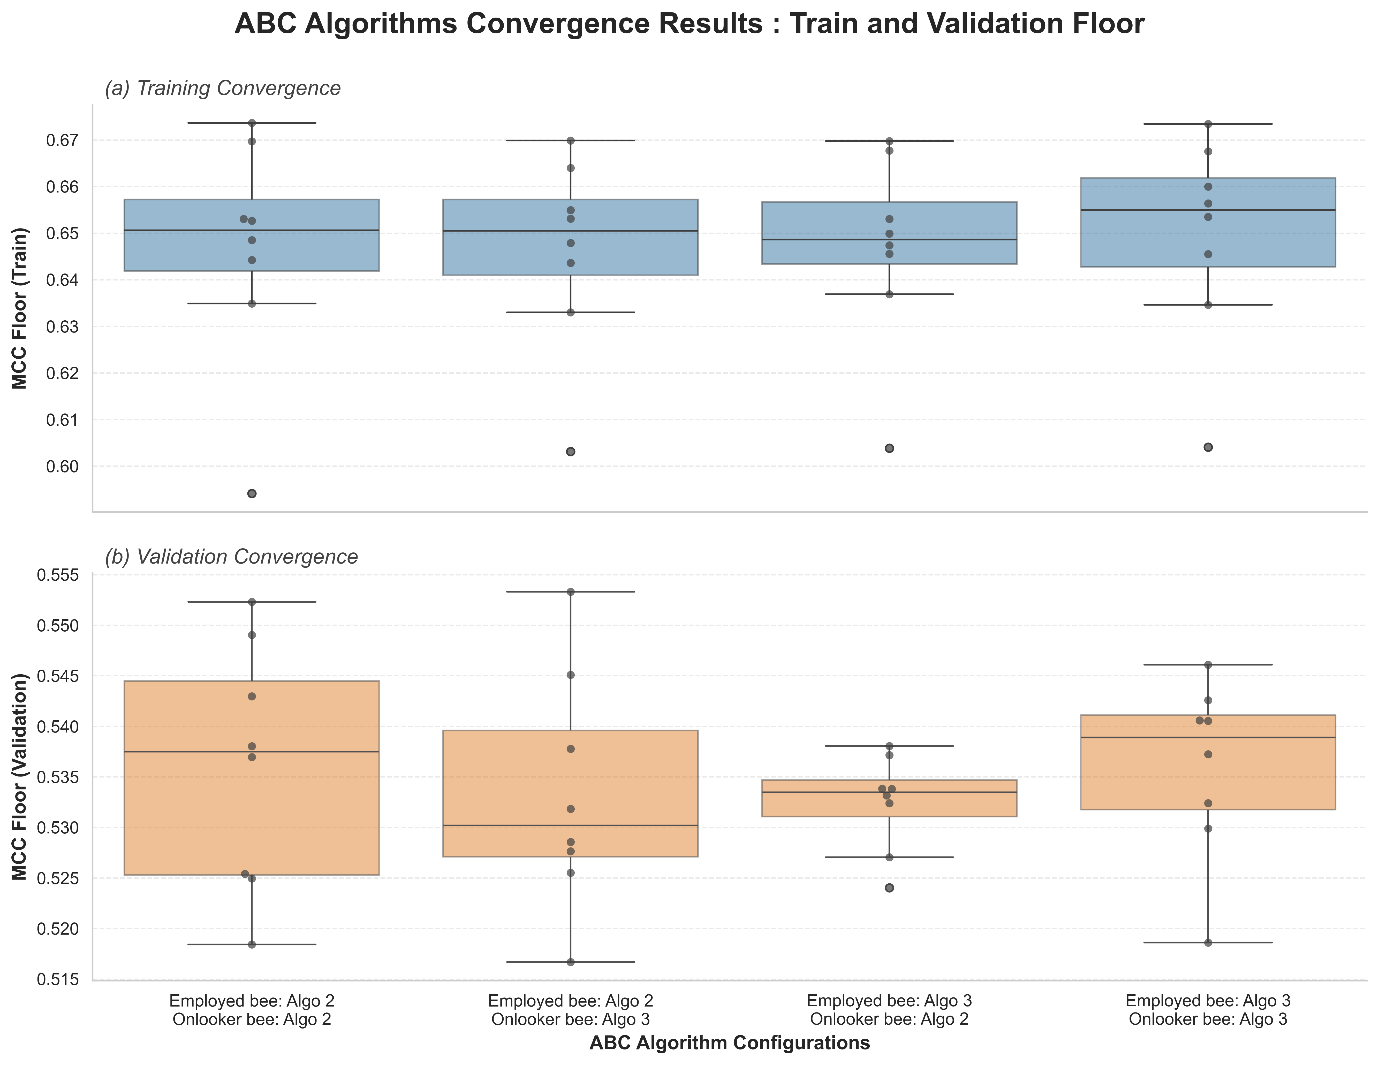 ABC Algorithms Convergence Results : Train and Validation Floor
(a) Training Convergence
MCC Floor (Train)
0.67
0.66
0.65
0.64
0.63
0.62
0.61
0.60
(b) Validation Convergence
MCC Floor (Validation)
0.555
0.550
0.545
0.540
0.535
0.530
0.525
0.520
0.515
Employed bee: Algo 2
Onlooker bee: Algo 2
Employed bee: Algo 2
Onlooker bee: Algo 3
Employed bee: Algo 3
Onlooker bee: Algo 2
Employed bee: Algo 3
Onlooker bee: Algo 3
ABC Algorithm Configurations